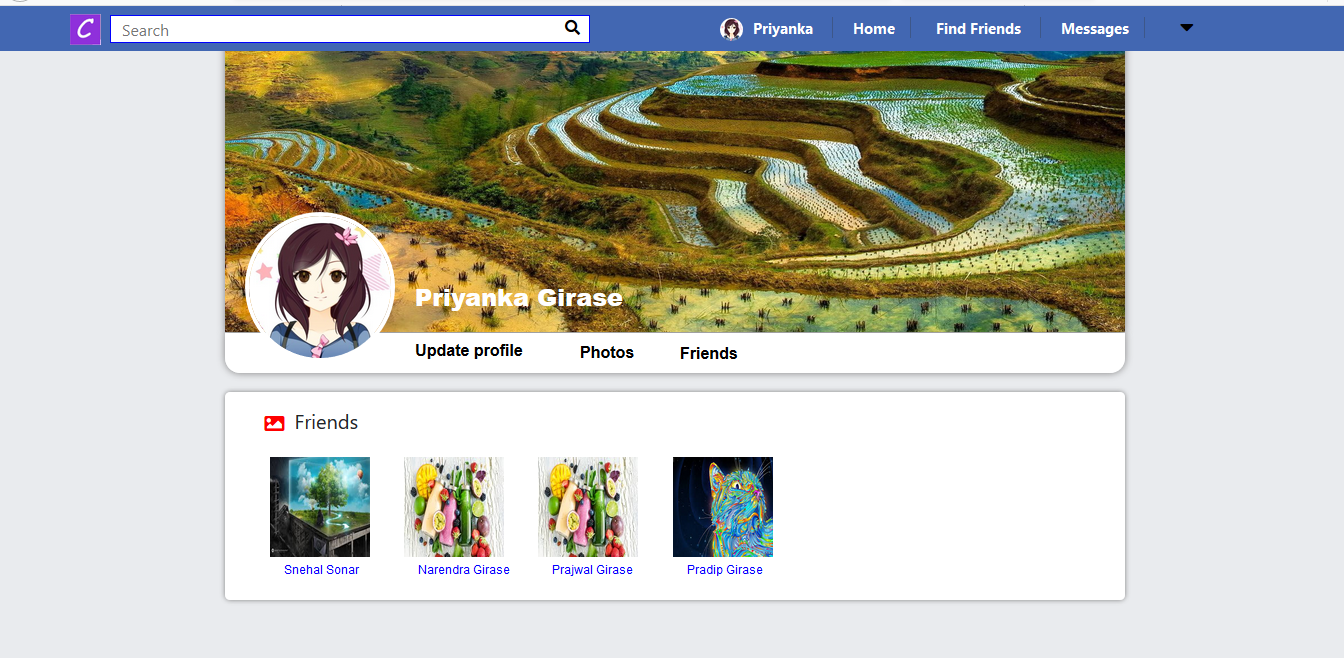 C Search Priyanka Home Find Friends Messages
Priyanka Girase
Update profile Photos Friends
Friends
Snehal Sonar Narendra Girase Prajwal Girase Pradip Girase